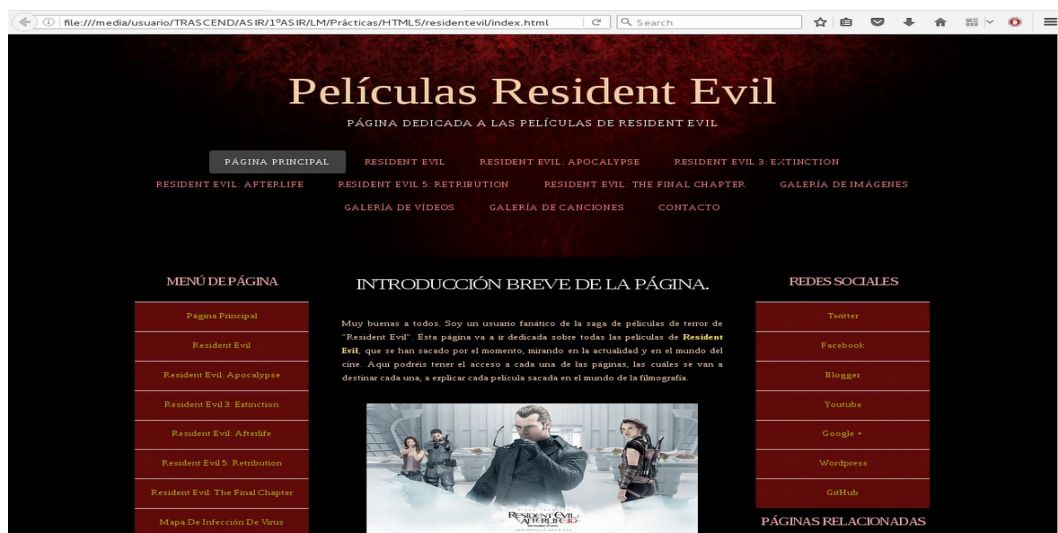 file:///media/usuario/TRASCEND/ASIR/1ºASIR/LM/Prácticas/HTML5/residentevil/index.html
Search
Películas Resident Evil
PÁGINA DEDICADA A LAS PELÍCULAS DE RESIDENT EVIL
PÁGINA PRINCIPAL RESIDENT EVIL RESIDENT EVIL: APOCALYPSE RESIDENT EVIL 3: EXTINCTION
RESIDENT EVIL: AFTERLIFE RESIDENT EVIL 5: RETRIBUTION RESIDENT EVIL: THE FINAL CHAPTER GALERÍA DE IMÁGENES
GALERÍA DE VÍDEOS GALERÍA DE CANCIONES CONTACTO
MENÚ DE PÁGINA
Página Principal
Resident Evil
Resident Evil: Apocalypse
Resident Evil 3: Extinction
Resident Evil: Afterlife
Resident Evil 5: Retribution
Resident Evil: The Final Chapter
Mapa De Infección De Virus
INTRODUCCIÓN BREVE DE LA PÁGINA.
Muy buenas a todos. Soy un usuario fanático de la saga de péliculas de terror de
"Resident Evil". Ésta página va a ir dedicada sobre todas las películas de Resident
Evil, que se han sacado por el momento, mirando en la actualidad y en el mundo del
cine. Aquí podréis tener el acceso a cada una de las páginas, las cuáles se van a
destinar cada una, a explicar cada película sacada en el mundo de la filmografía.
RESIDENT EVIL:
AFTERLIFE 3D
REDES SOCIALES
Twitter
Facebook
Blogger
Youtube
Google +
Wordpress
GitHub
PÁGINAS RELACIONADAS